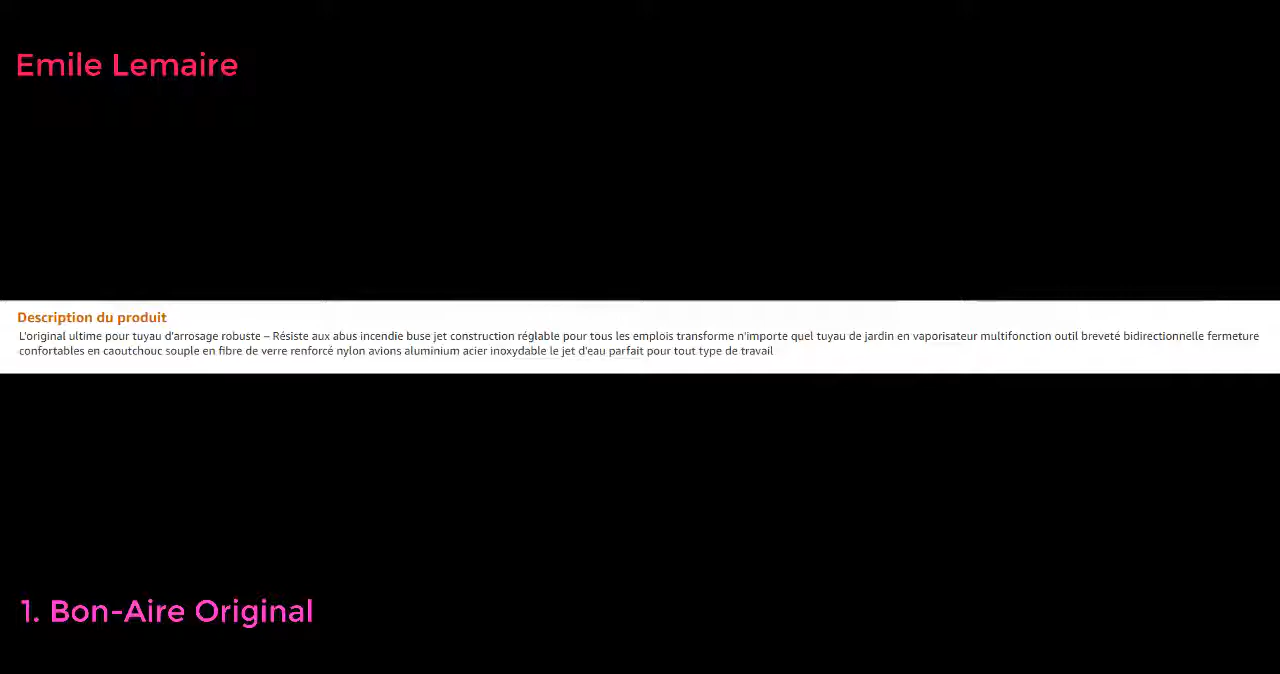 Emile Lemaire
Description du produit
L'original ultime pour tuyau d'arrosage robuste – Résiste aux abus incendie buse jet construction réglable pour tous les emplois transforme n'importe quel tuyau de jardin en vaporisateur multifonction outil breveté bidirectionnelle fermeture
confortables en caoutchouc souple en fibre de verre renforcé nylon avions aluminium acier inoxydable le jet d'eau parfait pour tout type de travail
1. Bon-Aire Original